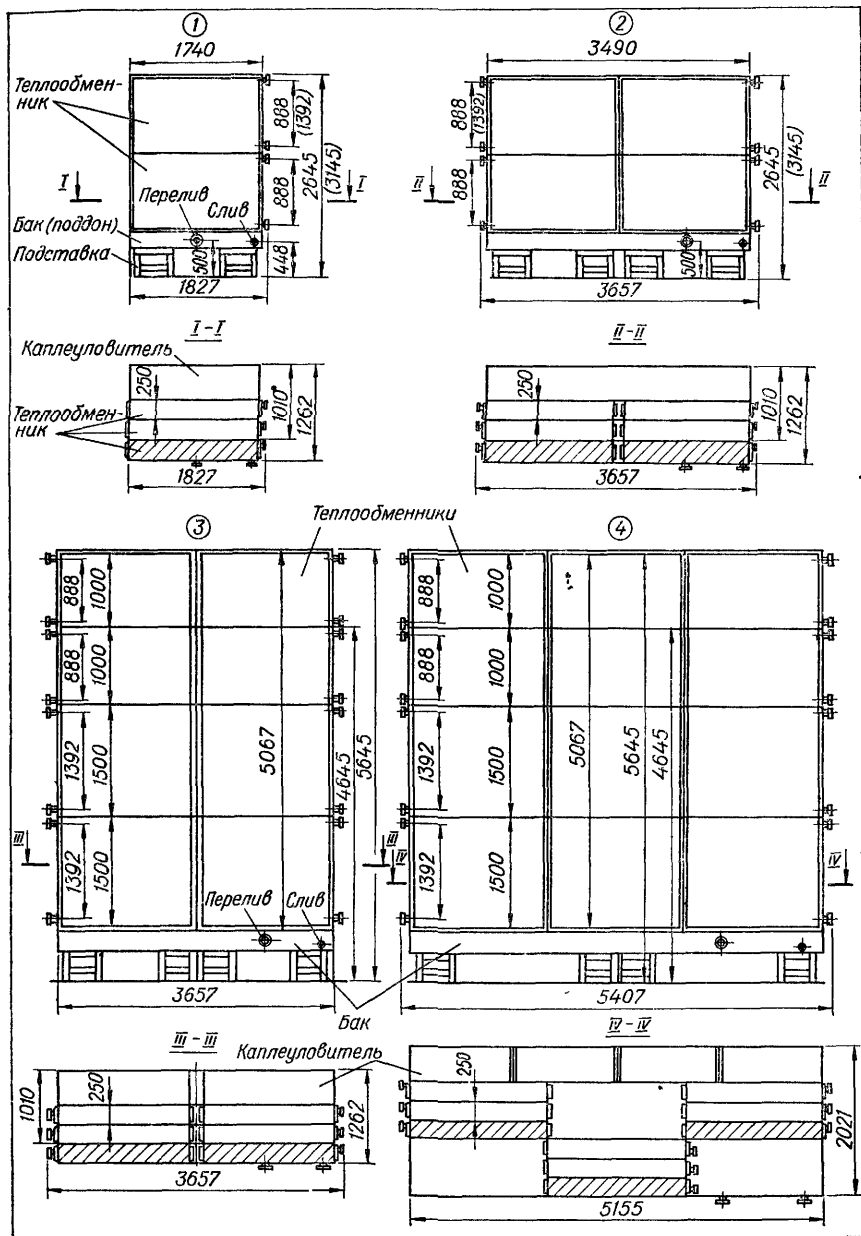 1
1740
Теплообмен-
ник
888
(1392)
888
2645
(3145)
I
I
Перелив
Слив
Бак (поддон)
Подставка
500
448
1827
2
3490
888
(1392)
888
2645
(3145)
II
II
500
3657
I-I
Каплеуловитель
250
Теплообмен-
ник
1010
1262
1827
II-II
250
1010
1262
3657
3
Теплообменники
4
888
1000
888
1000
1392
1500
1392
1500
5067
4645
5645
III
III
Перелив
Слив
3657
Бак
888
1000
888
1000
1392
1500
1392
1500
5067
5645
4645
IV
IV
5407
III-III
Каплеуловитель
1010
250
1262
3657
IV-IV
250
2021
5155